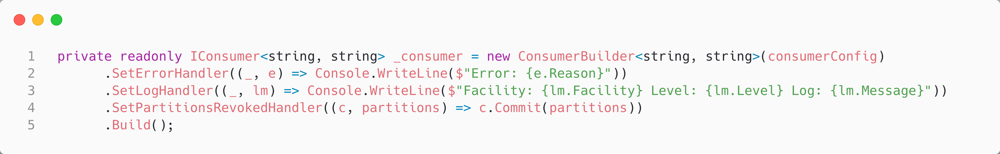 1 private readonly IConsumer<string, string> _consumer = new ConsumerBuilder<string, string>(consumerConfig)
2 .SetErrorHandler((_, e) => Console.WriteLine($"Error: {e.Reason}"))
3 .SetLogHandler((_, lm) => Console.WriteLine($"Facility: {lm.Facility} Level: {lm.Level} Log: {lm.Message}"))
4 .SetPartitionsRevokedHandler((c, partitions) => c.Commit(partitions))
5 .Build();